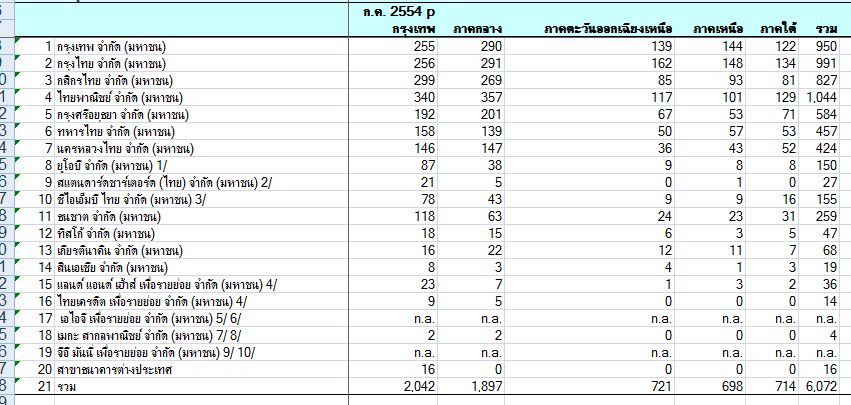 ก.ค. 2554 p
กรุงเทพ ภาคกลาง ภาคตะวันออกเฉียงเหนือ ภาคเหนือ ภาคใต้ รวม
1 กรุงเทพ จำกัด (มหาชน) 255 290 139 144 122 950
2 กรุงไทย จำกัด (มหาชน) 256 291 162 148 134 991
3 กสิกรไทย จำกัด (มหาชน) 299 269 85 93 81 827
4 ไทยพาณิชย์ จำกัด (มหาชน) 340 357 117 101 129 1,044
5 กรุงศรีอยุธยา จำกัด (มหาชน) 192 201 67 53 71 584
6 ทหารไทย จำกัด (มหาชน) 158 139 50 57 53 457
7 นครหลวงไทย จำกัด (มหาชน) 146 147 36 43 52 424
8 ยูโอบี จำกัด (มหาชน) 1/ 87 38 9 8 8 150
9 สแตนดาร์ดชาร์เตอร์ด (ไทย) จำกัด (มหาชน) 2/ 21 5 0 1 0 27
10 ซีไอเอ็มบี ไทย จำกัด (มหาชน) 3/ 78 43 9 9 16 155
11 ธนชาต จำกัด (มหาชน) 118 63 24 23 31 259
12 ทิสโก้ จำกัด (มหาชน) 18 15 6 3 5 47
13 เกียรตินาคิน จำกัด (มหาชน) 16 22 12 11 7 68
14 สินเอเซีย จำกัด (มหาชน) 8 3 4 1 3 19
15 แลนด์ แอนด์ เฮ้าส์ เพื่อรายย่อย จำกัด (มหาชน) 4/ 23 7 1 3 2 36
16 ไทยเครดิต เพื่อรายย่อย จำกัด (มหาชน) 4/ 9 5 0 0 0 14
17 เอไอจี เพื่อรายย่อย จำกัด (มหาชน) 5/ 6/ n.a. n.a. n.a. n.a. n.a. n.a.
18 เมกะ สากลพาณิชย์ จำกัด (มหาชน) 7/ 8/ 2 2 0 0 0 4
19 จีอี มันนี่ เพื่อรายย่อย จำกัด (มหาชน) 9/ 10/ n.a. n.a. n.a. n.a. n.a. n.a.
20 สาขาธนาคารต่างประเทศ 16 0 0 0 0 16
21 รวม 2,042 1,897 721 698 714 6,072